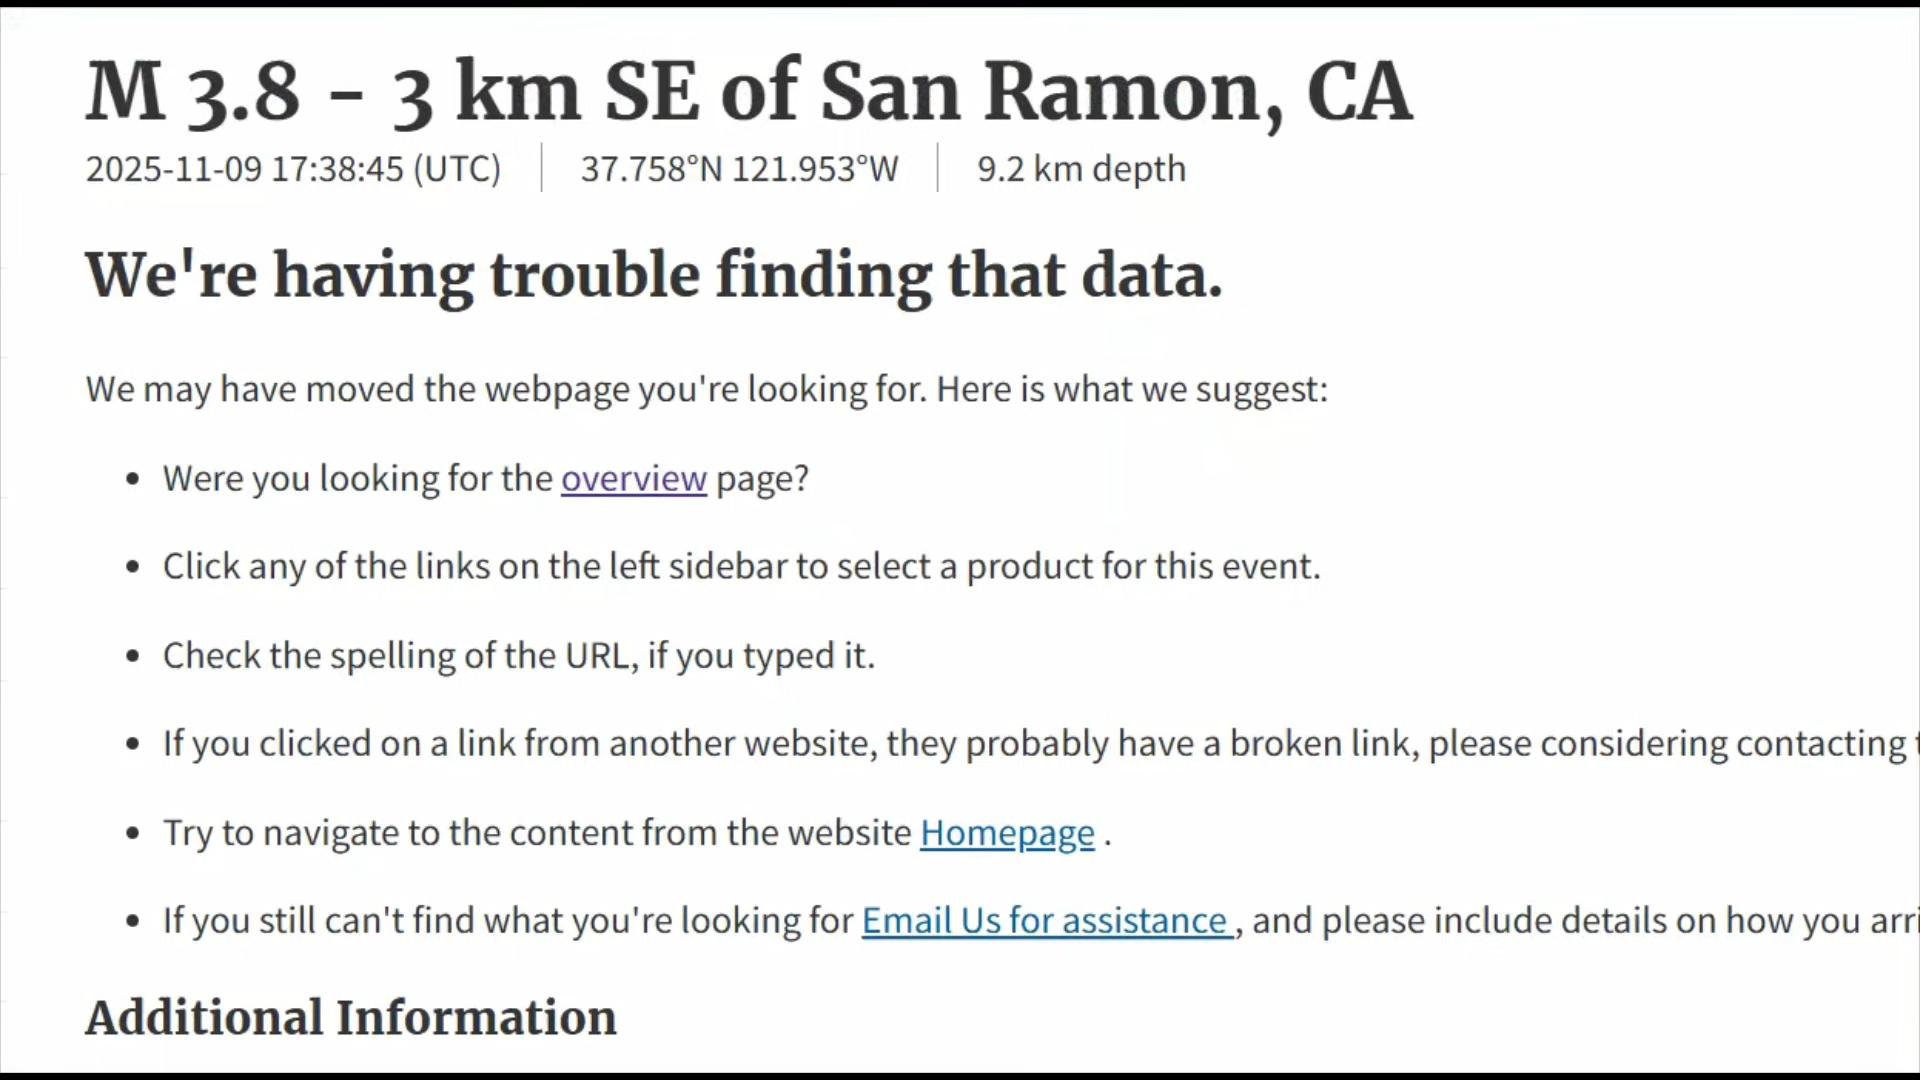 M 3.8 - 3 km SE of San Ramon, CA
2025-11-09 17:38:45 (UTC) 37.758°N 121.953°W 9.2 km depth
We're having trouble finding that data.
We may have moved the webpage you're looking for. Here is what we suggest:
• Were you looking for the overview page?
• Click any of the links on the left sidebar to select a product for this event.
• Check the spelling of the URL, if you typed it.
• If you clicked on a link from another website, they probably have a broken link, please considering contacting
• Try to navigate to the content from the website Homepage .
• If you still can't find what you're looking for Email Us for assistance , and please include details on how you
Additional Information